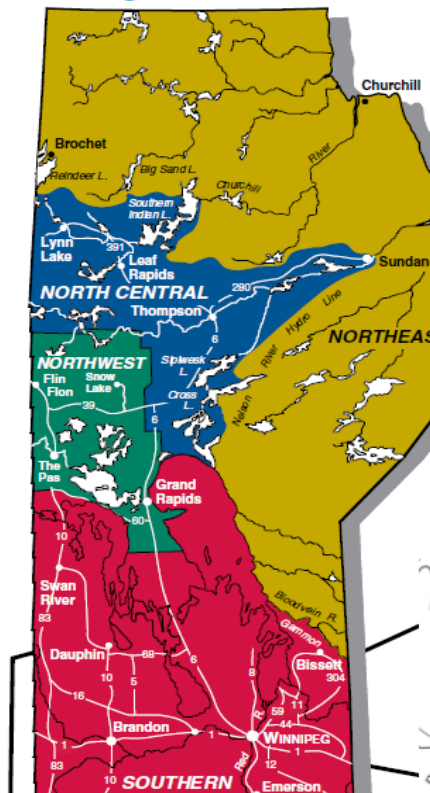 Churchill
Brochet
Reindeer L.
Big Sand L.
River
Churchill
Southern
Indian L.
Lynn
Lake
391
Leaf
Rapids
Sundan
NORTH CENTRAL
280
Thompson
6
Line
Hydro
River
Nelson
NORTHEAS
NORTHWEST
Sipiwesk
L.
Flin
Flon
Snow
Lake
Cross
L.
39
6
The
Pas
Grand
Rapids
60
10
Swan
River
83
Bloodvein R.
Gammon
Dauphin
68
6
Bissett
304
10
5
8
16
59
11
44
R.
Brandon
1
1
WINNIPEG
1
83
10
Red
12
SOUTHERN
Emerson